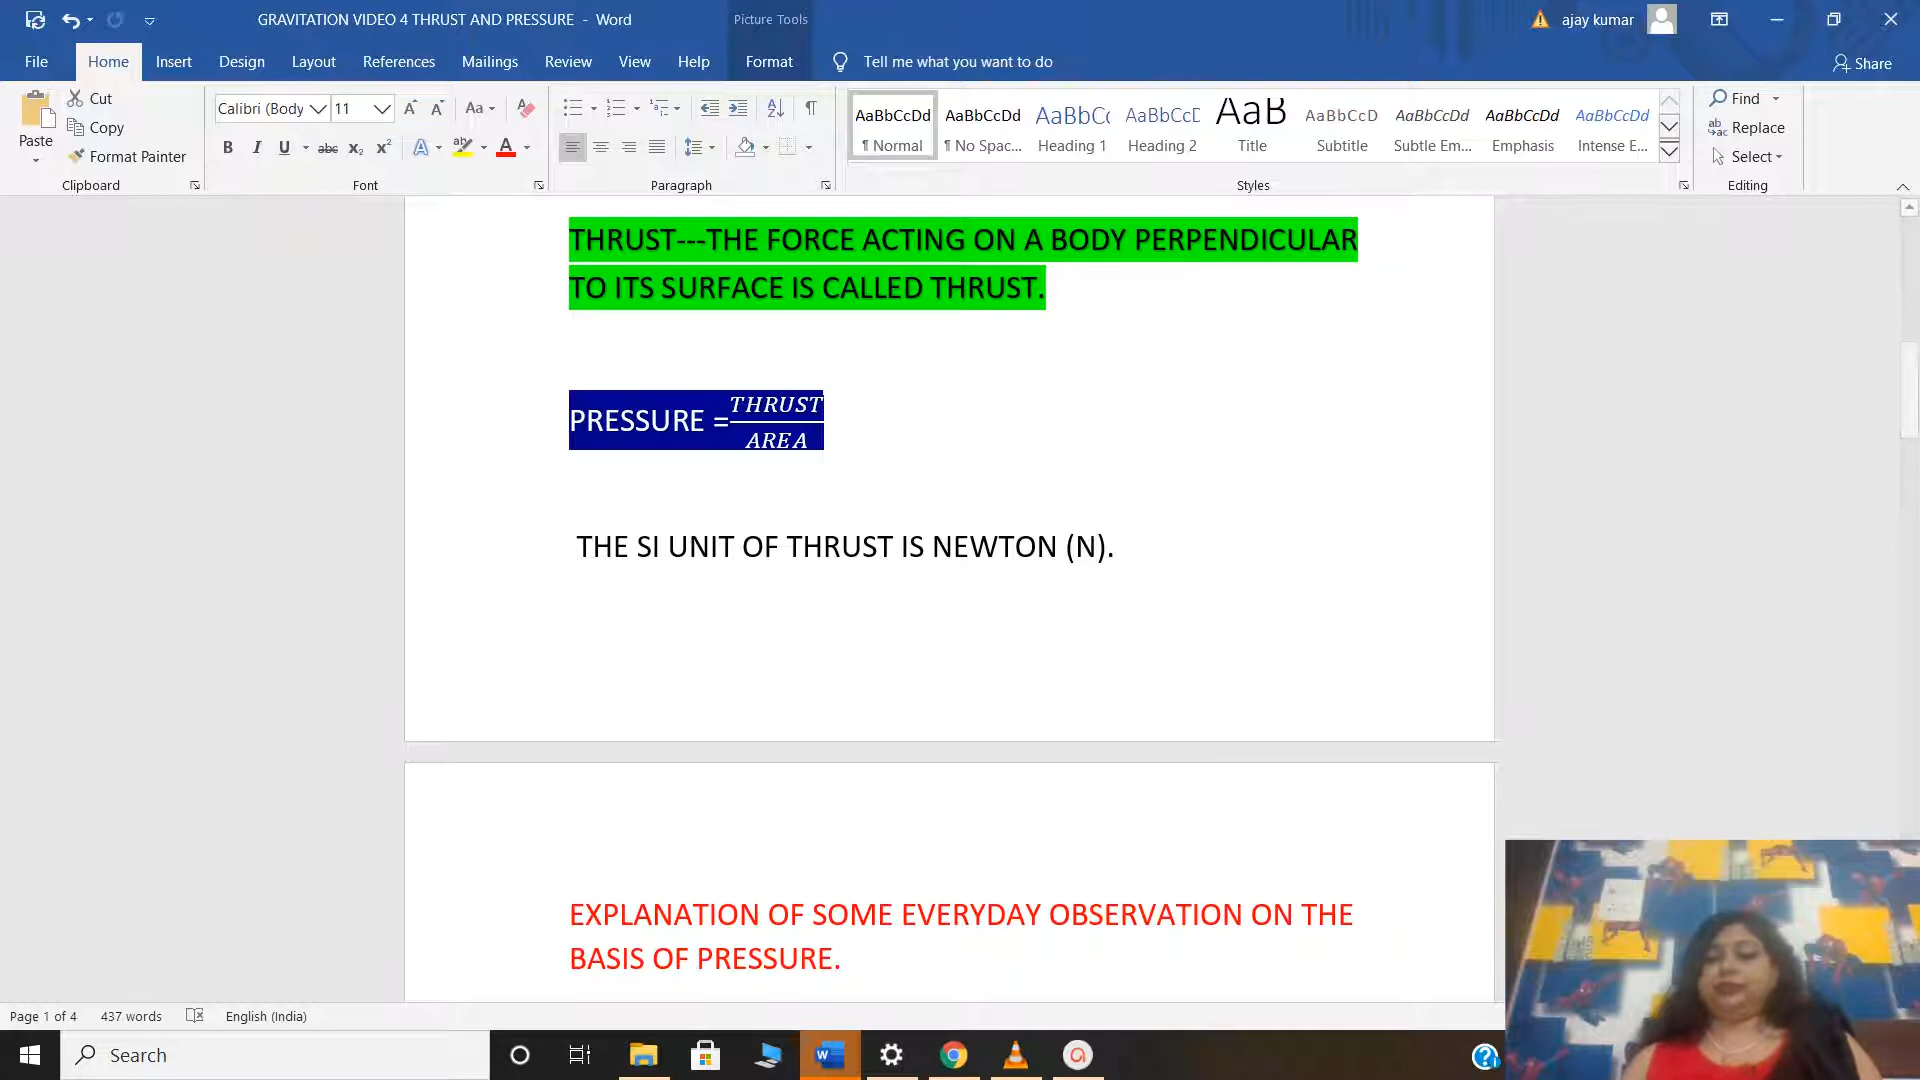 GRAVITATION VIDEO 4 THRUST AND PRESSURE - Word
Picture Tools
ajay kumar
File Home Insert Design Layout References Mailings Review View Help Format Tell me what you want to do Share
Paste
Cut
Copy
Format Painter
Clipboard
Calibri (Body 11
Font
Paragraph
AaBbCcDd AaBbCcDd AaBbCc AaBbCcD AaB AaBbCcD AaBbCcDd AaBbCcDd AaBbCcDd
¶ Normal ¶ No Spac... Heading 1 Heading 2 Title Subtitle Subtle Em... Emphasis Intense E...
Styles
Find
Replace
Select
Editing
THRUST---THE FORCE ACTING ON A BODY PERPENDICULAR
TO ITS SURFACE IS CALLED THRUST.
PRESSURE =THRUST
AREA
THE SI UNIT OF THRUST IS NEWTON (N).
EXPLANATION OF SOME EVERYDAY OBSERVATION ON THE
BASIS OF PRESSURE.
Page 1 of 4 437 words English (India)
Search